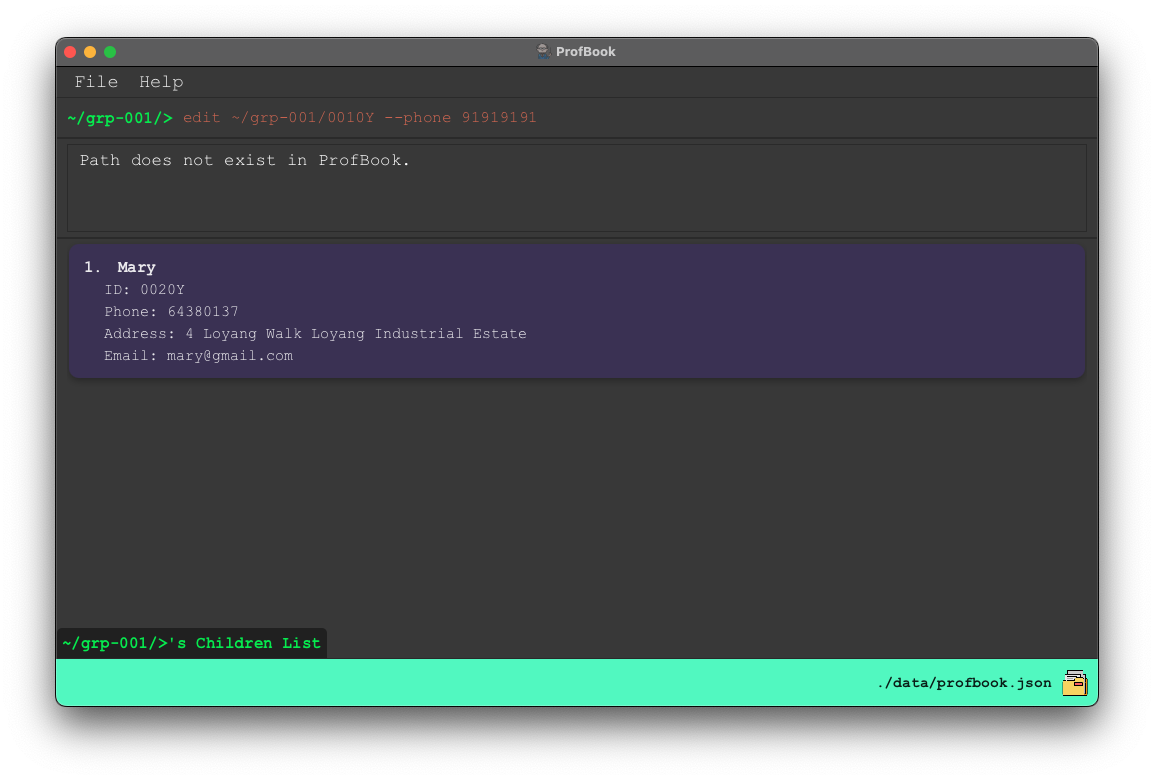 ProfBook
File Help
~/grp-001/> edit ~/grp-001/0010Y --phone 91919191
Path does not exist in ProfBook.
1. Mary
ID: 0020Y
Phone: 64380137
Address: 4 Loyang Walk Loyang Industrial Estate
Email: mary@gmail.com
~/grp-001/>'s Children List
./data/profbook.json